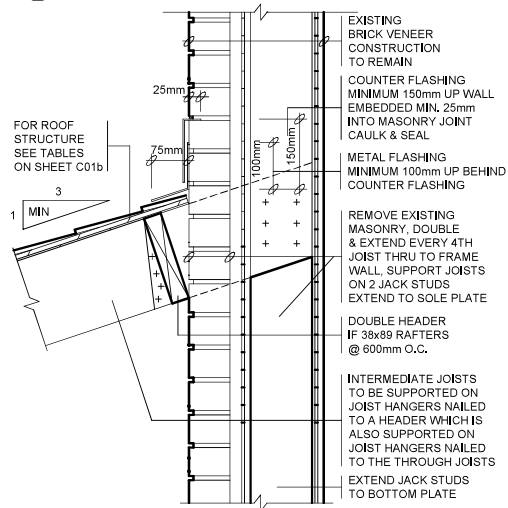 EXISTING
BRICK VENEER
CONSTRUCTION
TO REMAIN
COUNTER FLASHING
MINIMUM 150mm UP WALL
EMBEDDED MIN. 25mm
INTO MASONRY JOINT
CAULK & SEAL
METAL FLASHING
MINIMUM 100mm UP BEHIND
COUNTER FLASHING
REMOVE EXISTING
MASONRY, DOUBLE
& EXTEND EVERY 4TH
JOIST THRU TO FRAME
WALL, SUPPORT JOISTS
ON 2 JACK STUDS
EXTEND TO SOLE PLATE
DOUBLE HEADER
IF 38x89 RAFTERS
@ 600mm O.C.
INTERMEDIATE JOISTS
TO BE SUPPORTED ON
JOIST HANGERS NAILED
TO A HEADER WHICH IS
ALSO SUPPORTED ON
JOIST HANGERS NAILED
TO THE THROUGH JOISTS
EXTEND JACK STUDS
TO BOTTOM PLATE
25mm
75mm
100mm
150mm
FOR ROOF
STRUCTURE
SEE TABLES
ON SHEET C01b
3
1
MIN